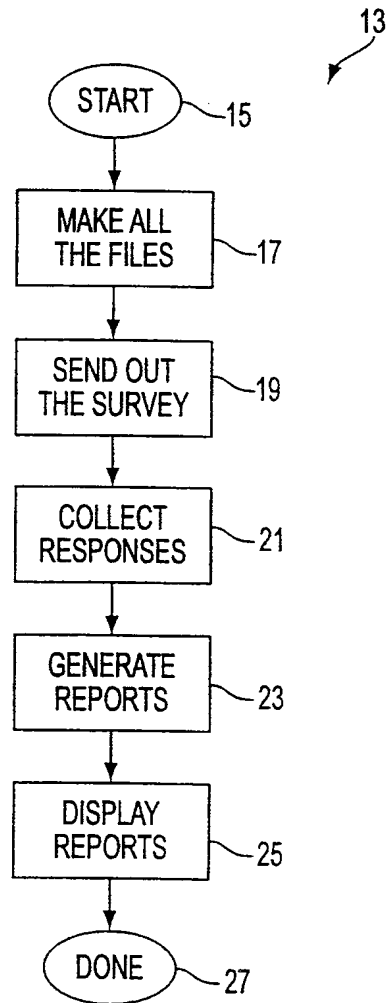 13
START
15
MAKE ALL
THE FILES
17
SEND OUT
THE SURVEY
19
COLLECT
RESPONSES
21
GENERATE
REPORTS
23
DISPLAY
REPORTS
25
DONE
27